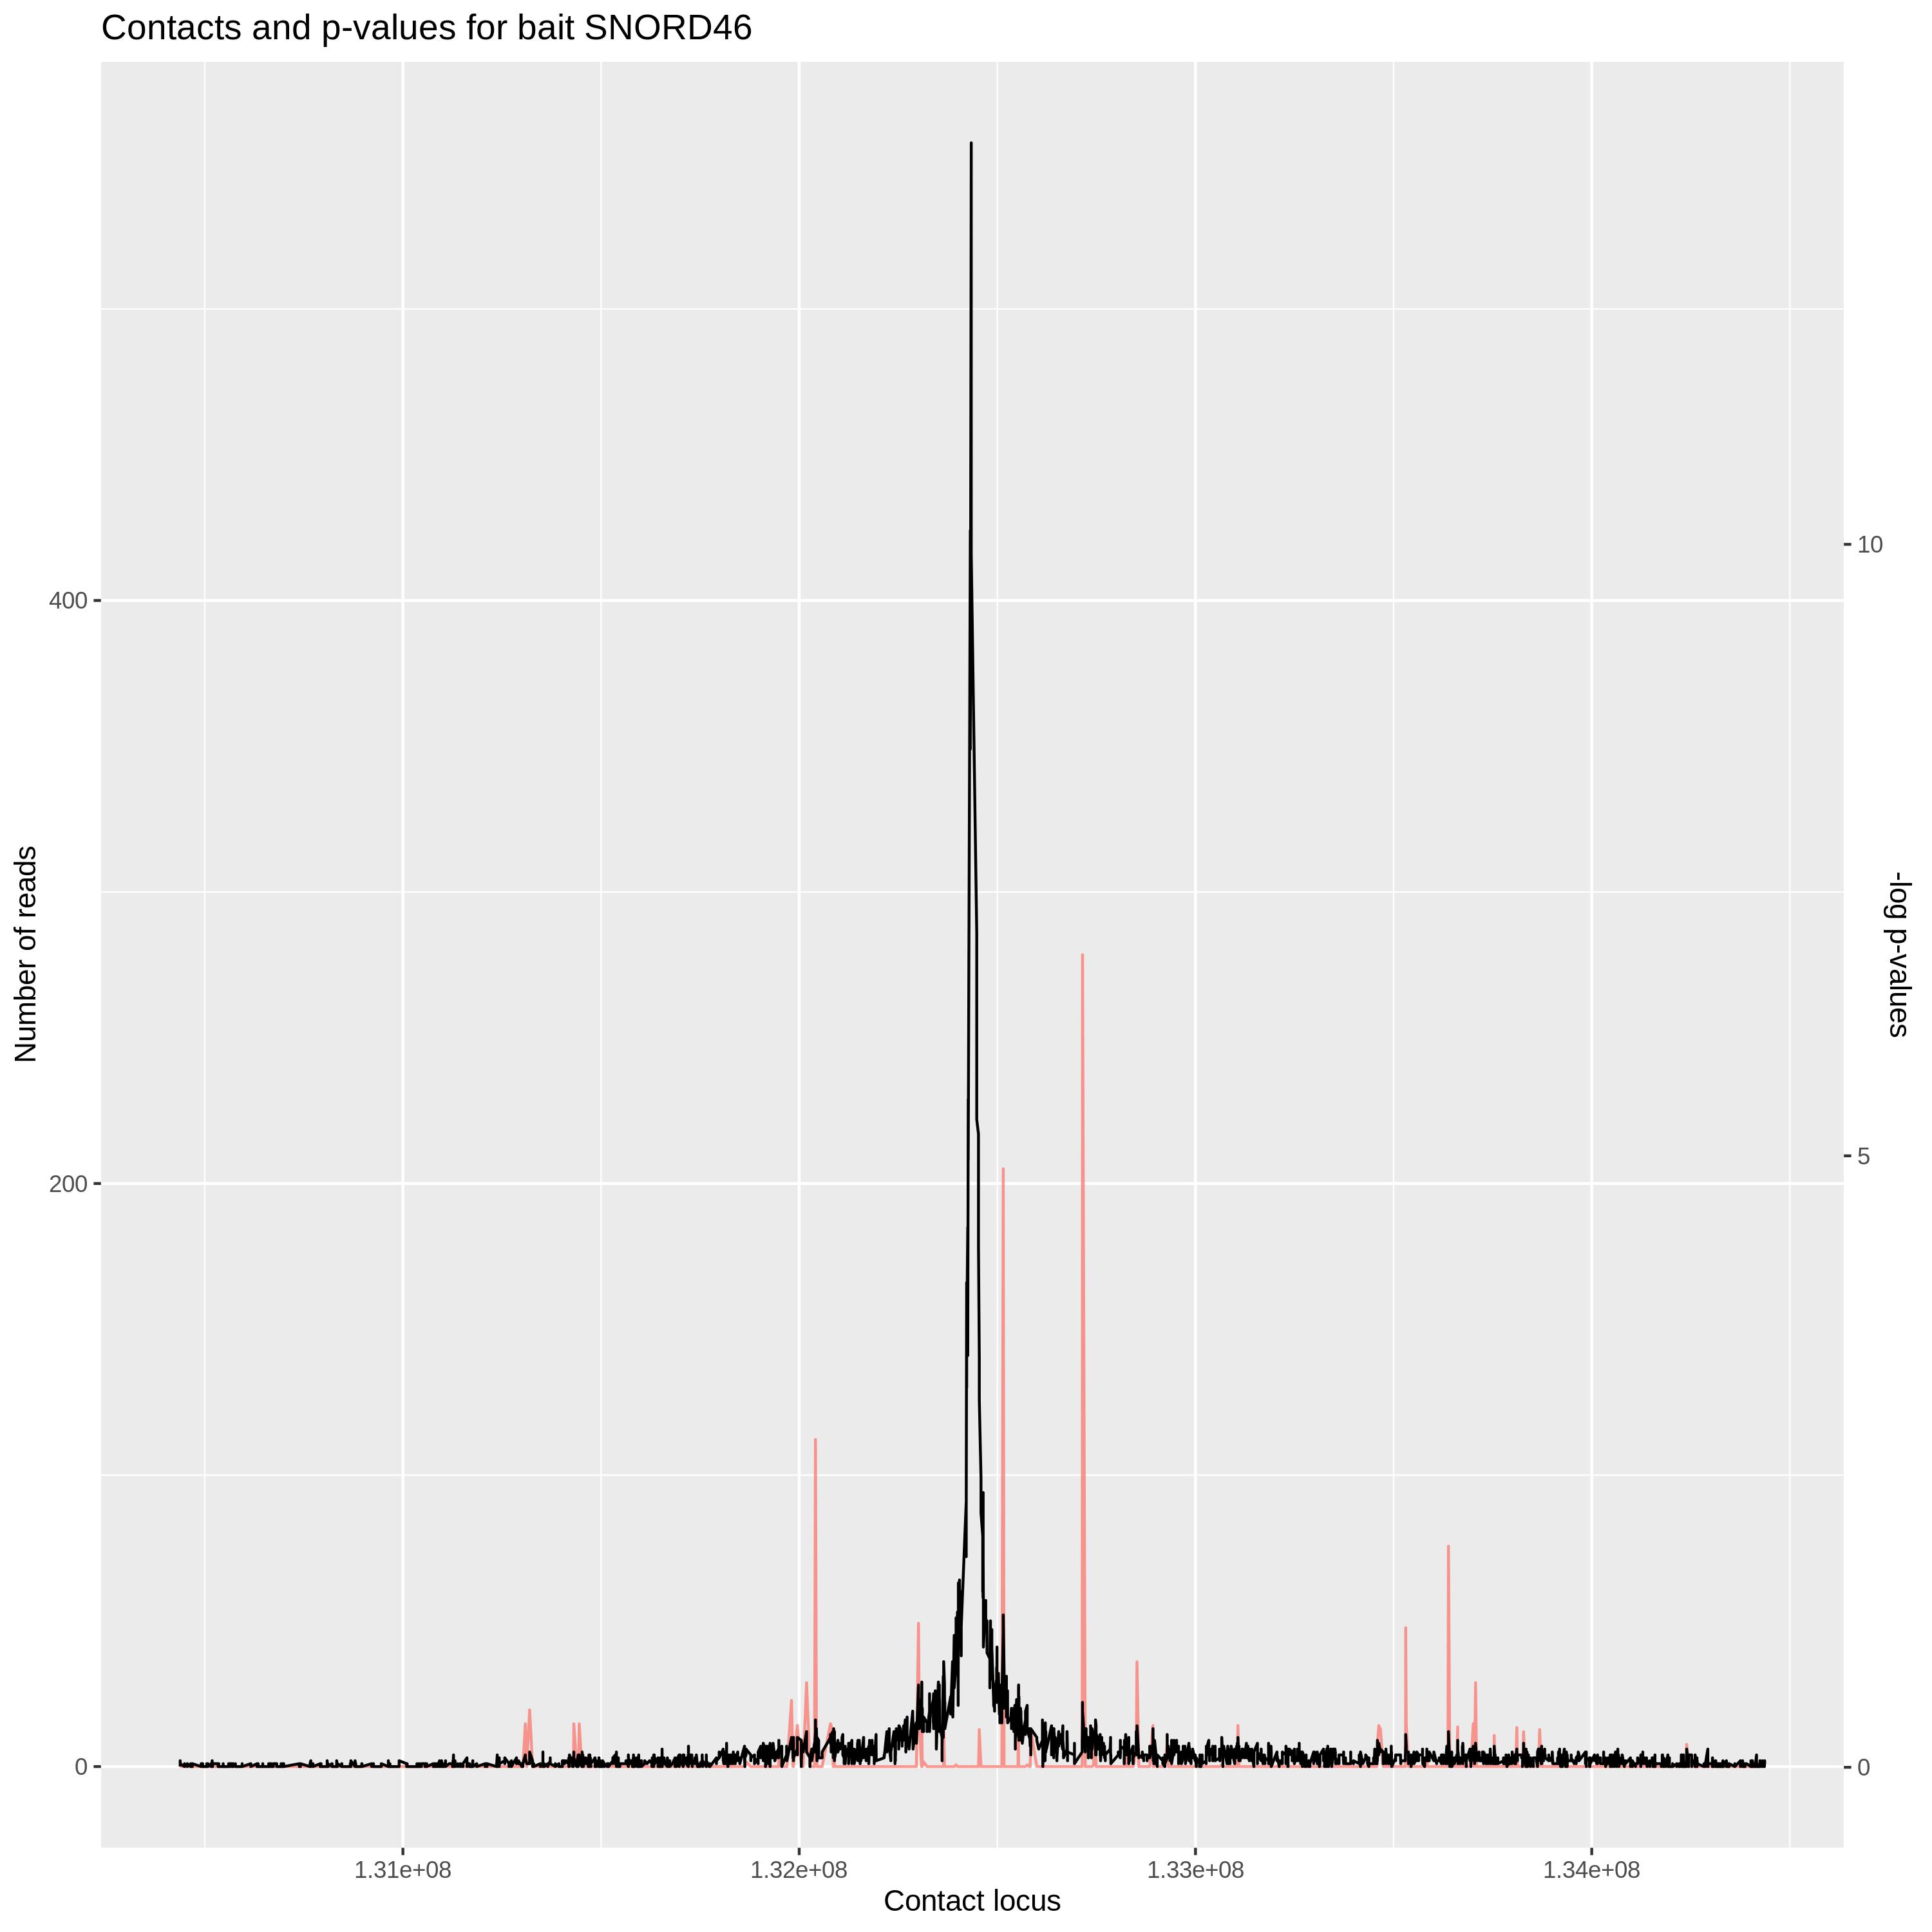 Contacts and p-values for bait SNORD46
Number of reads
400
200
0
10
5
0
-log p-values
1.31e+08
1.32e+08
1.33e+08
1.34e+08
Contact locus